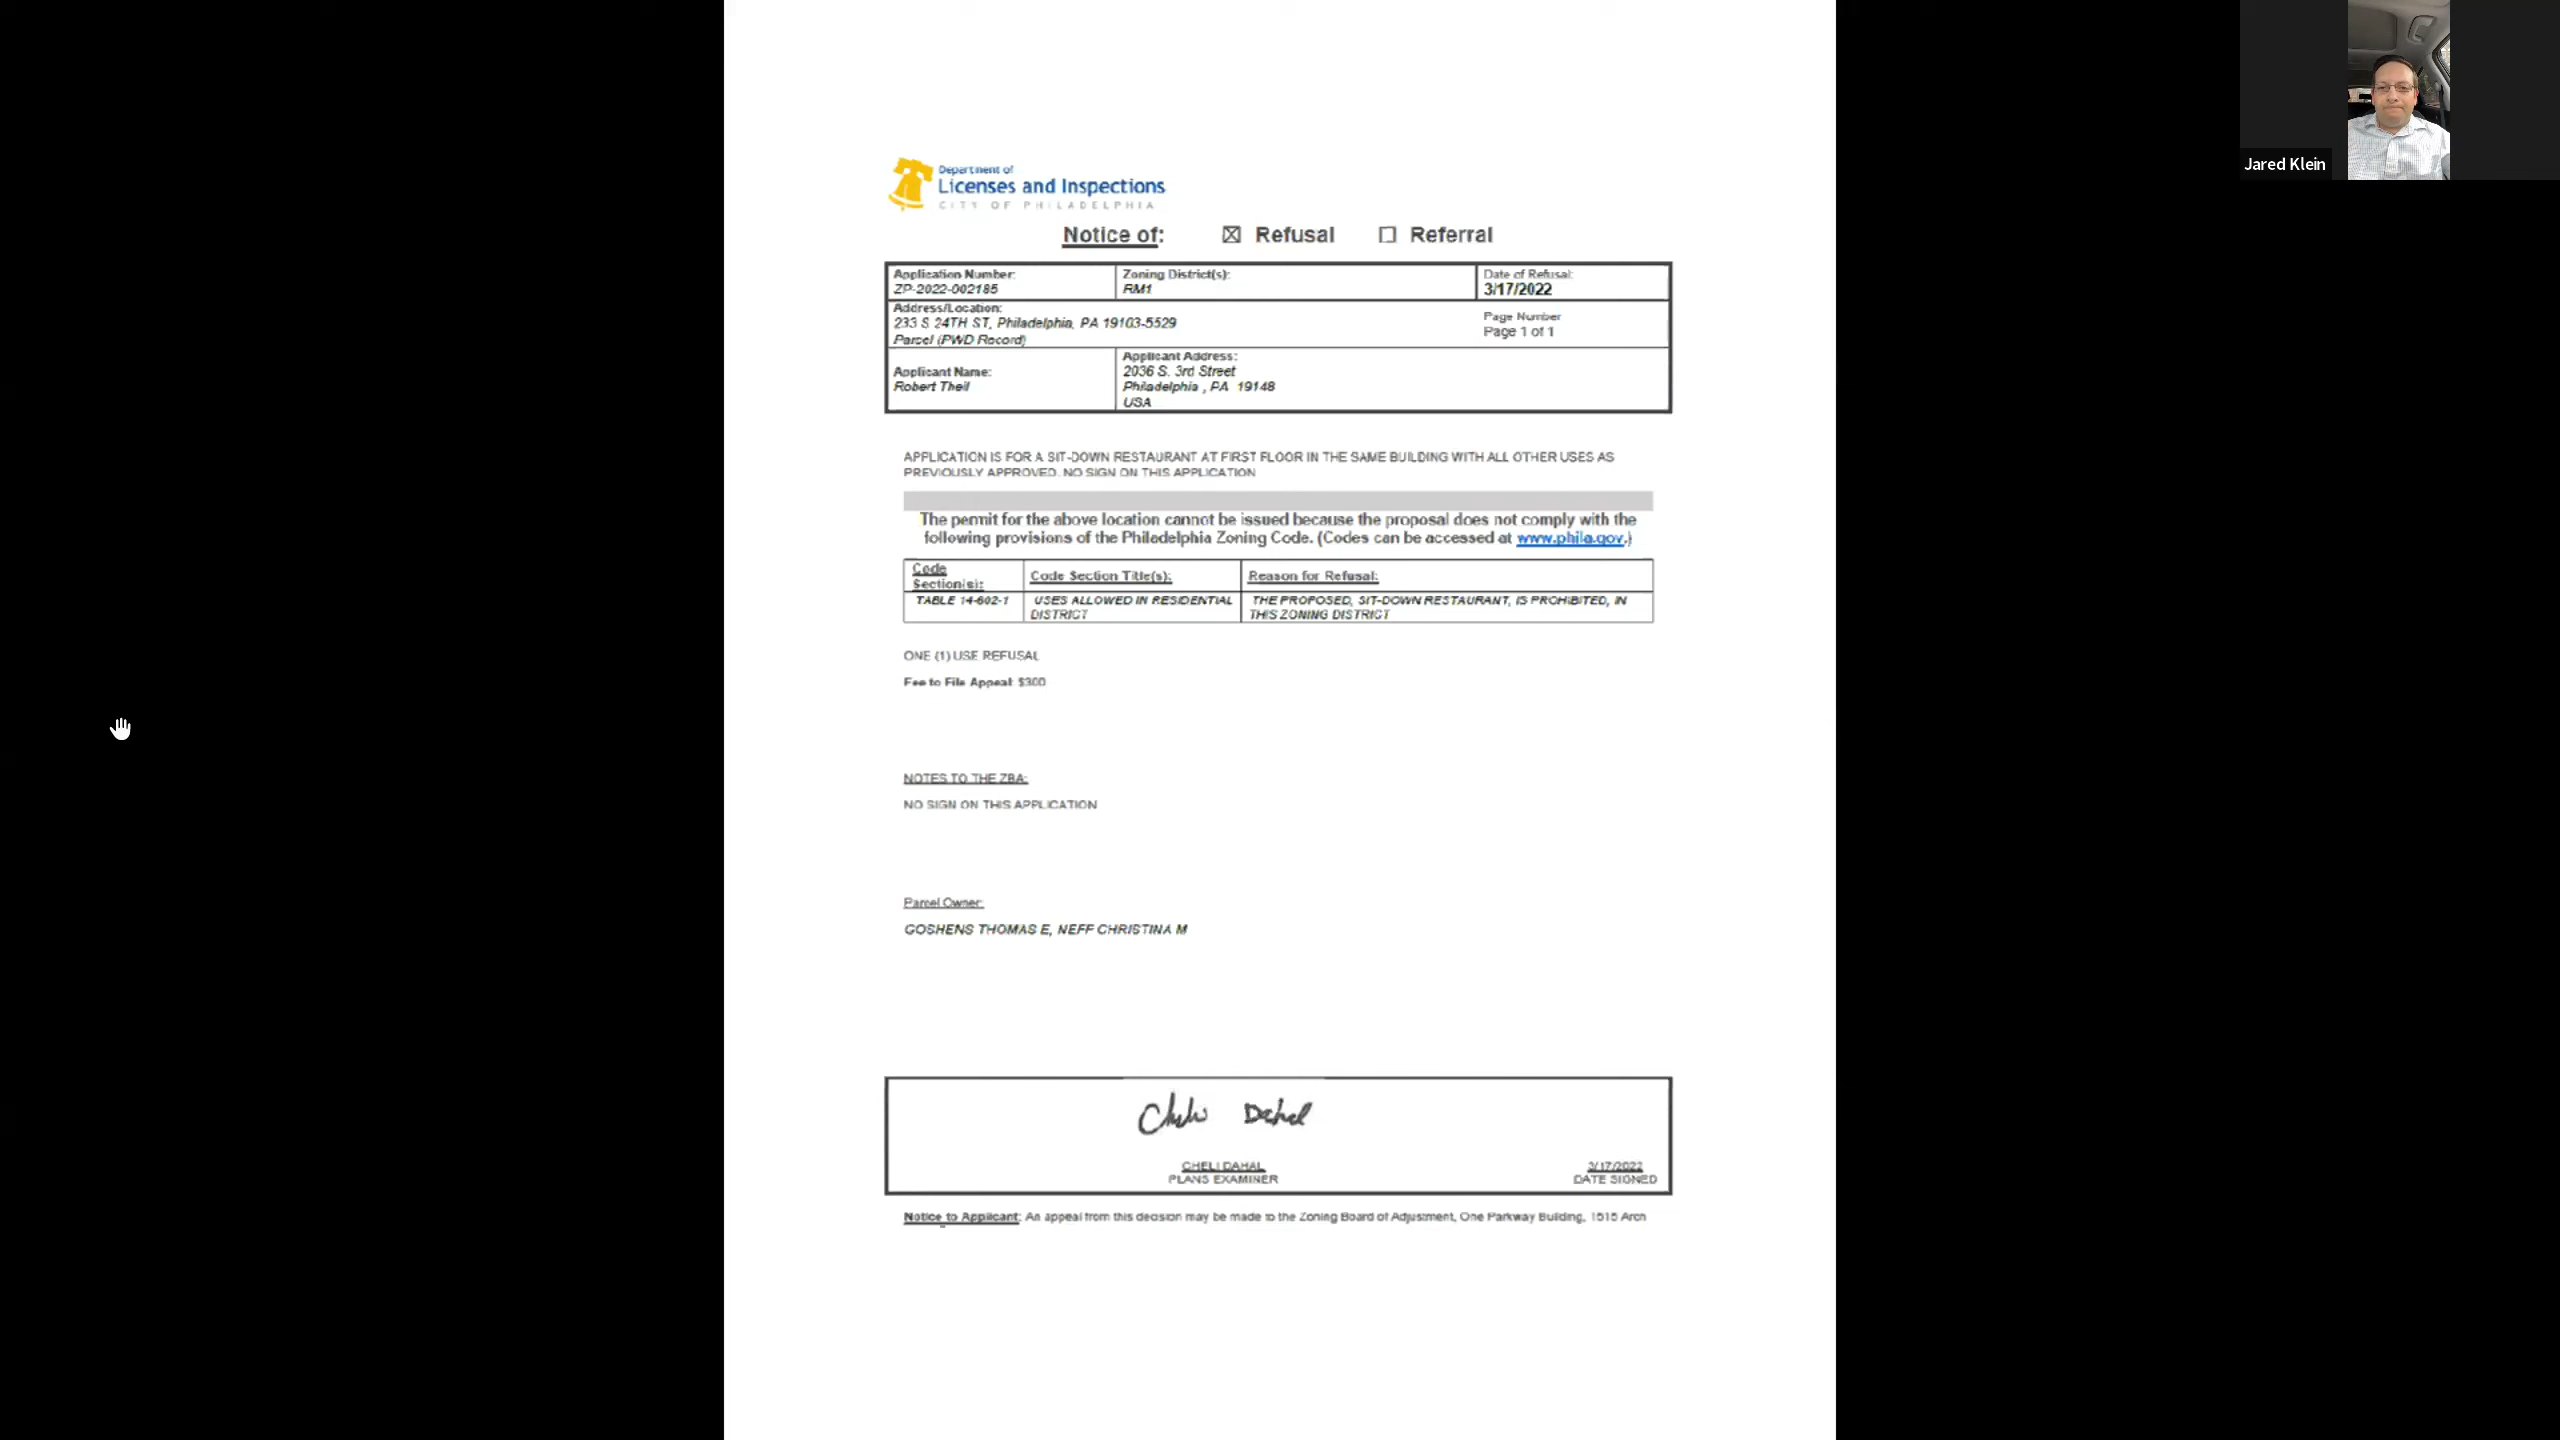 Jared Klein
Department of
Licenses and Inspections
CITY OF PHILADELPHIA
Notice of: ☒ Refusal ☐ Referral
Application Number:
ZP-2022-002185
Zoning District(s):
RM1
Date of Refusal:
3/17/2022
Address/Location:
233 S 24TH ST, Philadelphia, PA 19103-5529
Parcel (PWD Record)
Page Number
Page 1 of 1
Applicant Name:
Robert Theil
Applicant Address:
2036 S. 3rd Street
Philadelphia , PA 19148
USA
APPLICATION IS FOR A SIT-DOWN RESTAURANT AT FIRST FLOOR IN THE SAME BUILDING WITH ALL OTHER USES AS
PREVIOUSLY APPROVED. NO SIGN ON THIS APPLICATION
The permit for the above location cannot be issued because the proposal does not comply with the
following provisions of the Philadelphia Zoning Code. (Codes can be accessed at www.phila.gov.)
Code
Section(s):
Code Section Title(s):
Reason for Refusal:
TABLE 14-602-1
USES ALLOWED IN RESIDENTIAL
DISTRICT
THE PROPOSED, SIT-DOWN RESTAURANT, IS PROHIBITED, IN
THIS ZONING DISTRICT
ONE (1) USE REFUSAL
Fee to File Appeal: $300
NOTES TO THE ZBA:
NO SIGN ON THIS APPLICATION
Parcel Owner:
GOSHENS THOMAS E, NEFF CHRISTINA M
Cheli Dahal
CHELI DAHAL
PLANS EXAMINER
3/17/2022
DATE SIGNED
Notice to Applicant: An appeal from this decision may be made to the Zoning Board of Adjustment, One Parkway Building, 1515 Arch